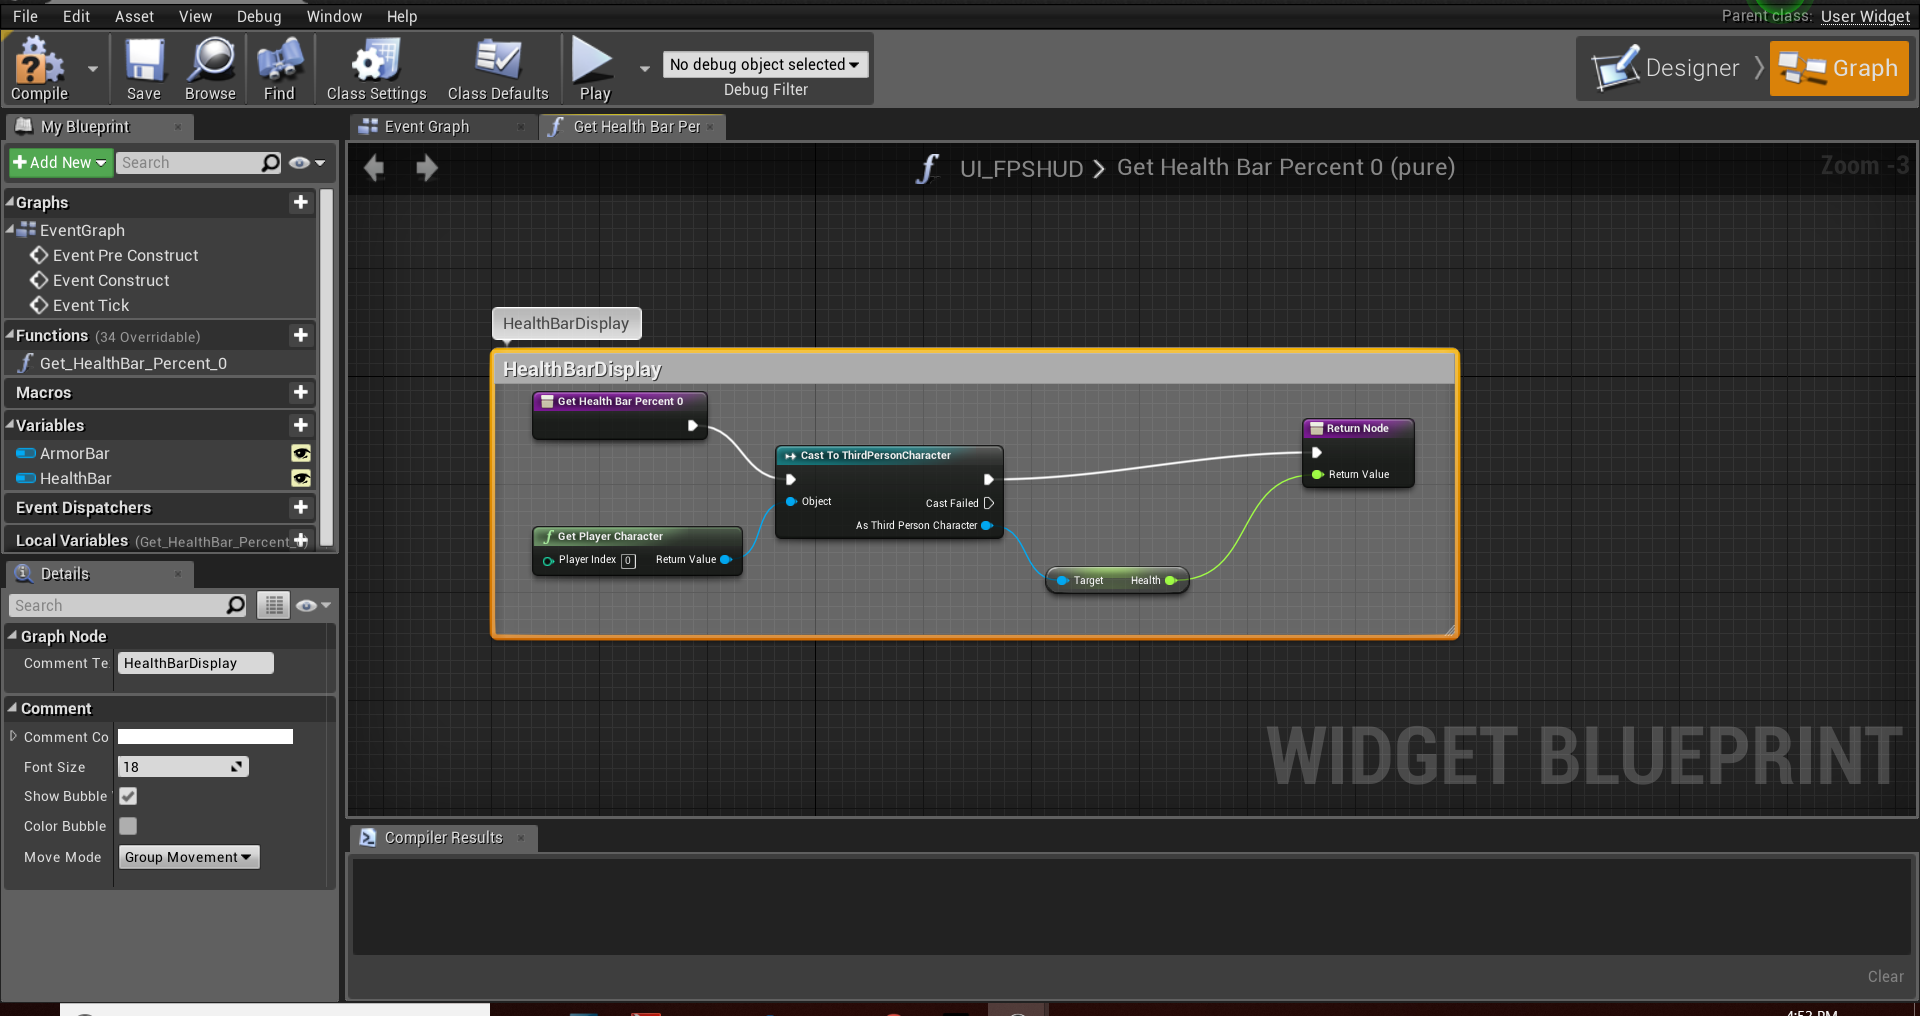 File Edit Asset View Debug Window Help
Parent class: User Widget
Compile Save Browse Find Class Settings Class Defaults Play
No debug object selected
Debug Filter
Designer Graph
My Blueprint
Event Graph
Get Health Bar Per
Add New Search
UI_FPSHUD > Get Health Bar Percent 0 (pure)
Zoom -3
Graphs
EventGraph
Event Pre Construct
Event Construct
Event Tick
Functions (34 Overridable)
Get_HealthBar_Percent_0
Macros
Variables
ArmorBar
HealthBar
Event Dispatchers
Local Variables (Get_HealthBar_Percent_
HealthBarDisplay
HealthBarDisplay
Get Health Bar Percent 0
Cast To ThirdPersonCharacter
Object
Cast Failed
As Third Person Character
Get Player Character
Player Index 0 Return Value
Target Health
Return Node
Return Value
WIDGET BLUEPRINT
Details
Search
Graph Node
Comment Te HealthBarDisplay
Comment
Comment Co
Font Size 18
Show Bubble
Color Bubble
Move Mode Group Movement
Compiler Results
Clear
4:52 PM